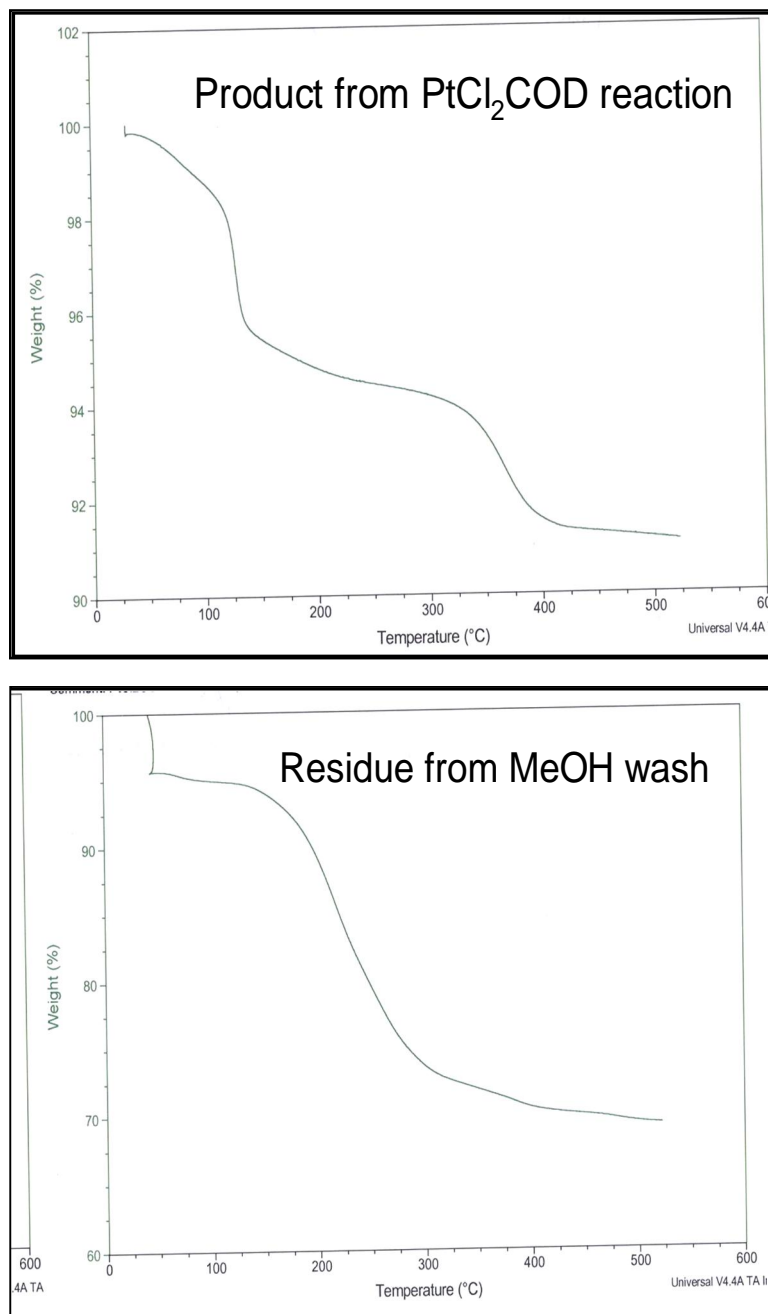 102
Product from PtCl₂COD reaction
100
98
96
94
92
90
Weight (%)
0 100 200 300 400 500
Temperature (°C)
Universal V4.4A
100
Residue from MeOH wash
90
80
70
60
Weight (%)
0 100 200 300 400 500 600
Temperature (°C)
Universal V4.4A TA
600
.4A TA